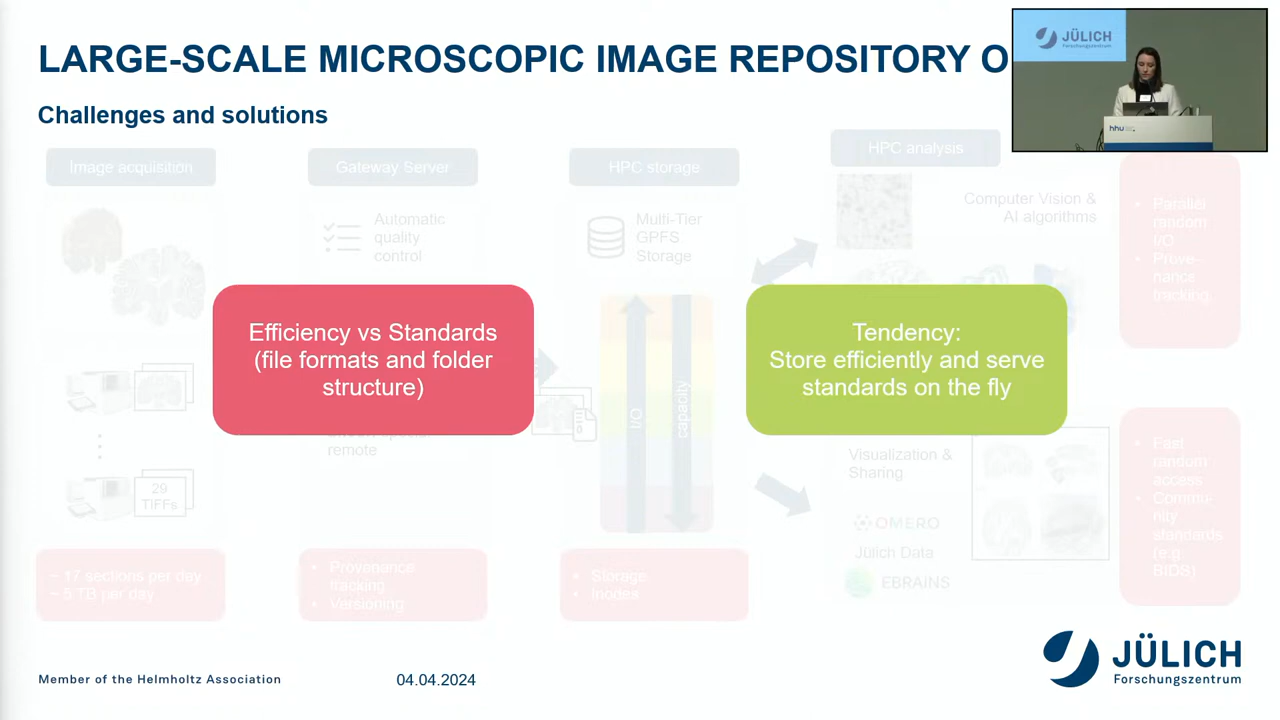 LARGE-SCALE MICROSCOPIC IMAGE REPOSITORY O
JÜLICH
Forschungszentrum
hhu
Challenges and solutions
Image acquisition
Gateway Server
HPC storage
HPC analysis
Automatic
quality
control
Multi-Tier
GPFS
Storage
Computer Vision &
AI algorithms
• Parallel
random
I/O
• Prove-
nance
tracking
Efficiency vs Standards
(file formats and folder
structure)
Tendency:
Store efficiently and serve
standards on the fly
I/O
capacity
remote
29
TIFFs
Visualization &
Sharing
OMERO
Jülich Data
EBRAINS
• Fast
random
access
• Commu-
nity
standards
(e.g.
BIDS)
~ 17 sections per day
~ 5 TB per day
• Provenance
tracking
• Versioning
• Storage
• Inodes
Member of the Helmholtz Association
04.04.2024
JÜLICH
Forschungszentrum